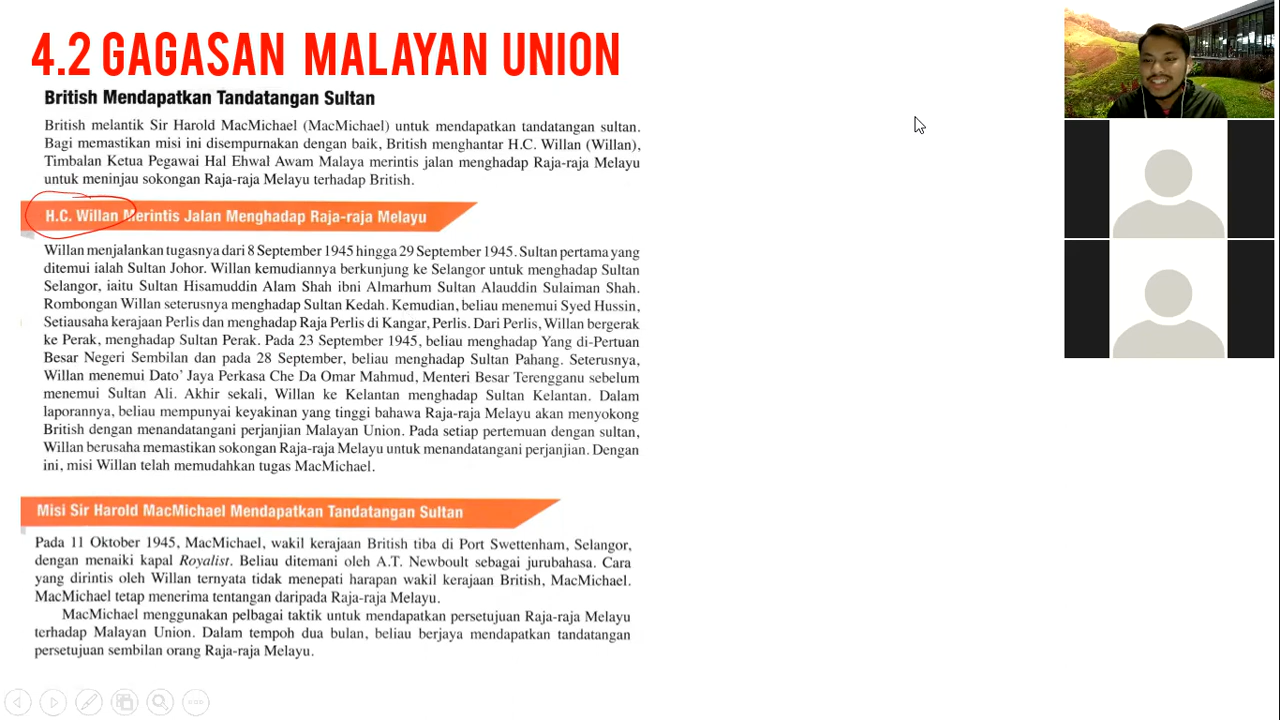 4.2 GAGASAN MALAYAN UNION
British Mendapatkan Tandatangan Sultan
British melantik Sir Harold MacMichael (MacMichael) untuk mendapatkan tandatangan sultan.
Bagi memastikan misi ini disempurnakan dengan baik, British menghantar H.C. Willan (Willan),
Timbalan Ketua Pegawai Hal Ehwal Awam Malaya merintis jalan menghadap Raja-raja Melayu
untuk meninjau sokongan Raja-raja Melayu terhadap British.
H.C. Willan Merintis Jalan Menghadap Raja-raja Melayu
Willan menjalankan tugasnya dari 8 September 1945 hingga 29 September 1945. Sultan pertama yang
ditemui ialah Sultan Johor. Willan kemudiannya berkunjung ke Selangor untuk menghadap Sultan
Selangor, iaitu Sultan Hisamuddin Alam Shah ibni Almarhum Sultan Alauddin Sulaiman Shah.
Rombongan Willan seterusnya menghadap Sultan Kedah. Kemudian, beliau menemui Syed Hussin,
Setiausaha kerajaan Perlis dan menghadap Raja Perlis di Kangar, Perlis. Dari Perlis, Willan bergerak
ke Perak, menghadap Sultan Perak. Pada 23 September 1945, beliau menghadap Yang di-Pertuan
Besar Negeri Sembilan dan pada 28 September, beliau menghadap Sultan Pahang. Seterusnya,
Willan menemui Dato' Jaya Perkasa Che Da Omar Mahmud, Menteri Besar Terengganu sebelum
menemui Sultan Ali. Akhir sekali, Willan ke Kelantan menghadap Sultan Kelantan. Dalam
laporannya, beliau mempunyai keyakinan yang tinggi bahawa Raja-raja Melayu akan menyokong
British dengan menandatangani perjanjian Malayan Union. Pada setiap pertemuan dengan sultan,
Willan berusaha memastikan sokongan Raja-raja Melayu untuk menandatangani perjanjian. Dengan
ini, misi Willan telah memudahkan tugas MacMichael.
Misi Sir Harold MacMichael Mendapatkan Tandatangan Sultan
Pada 11 Oktober 1945, MacMichael, wakil kerajaan British tiba di Port Swettenham, Selangor,
dengan menaiki kapal Royalist. Beliau ditemani oleh A.T. Newboult sebagai jurubahasa. Cara
yang dirintis oleh Willan ternyata tidak menepati harapan wakil kerajaan British, MacMichael.
MacMichael tetap menerima tentangan daripada Raja-raja Melayu.
MacMichael menggunakan pelbagai taktik untuk mendapatkan persetujuan Raja-raja Melayu
terhadap Malayan Union. Dalam tempoh dua bulan, beliau berjaya mendapatkan tandatangan
persetujuan sembilan orang Raja-raja Melayu.